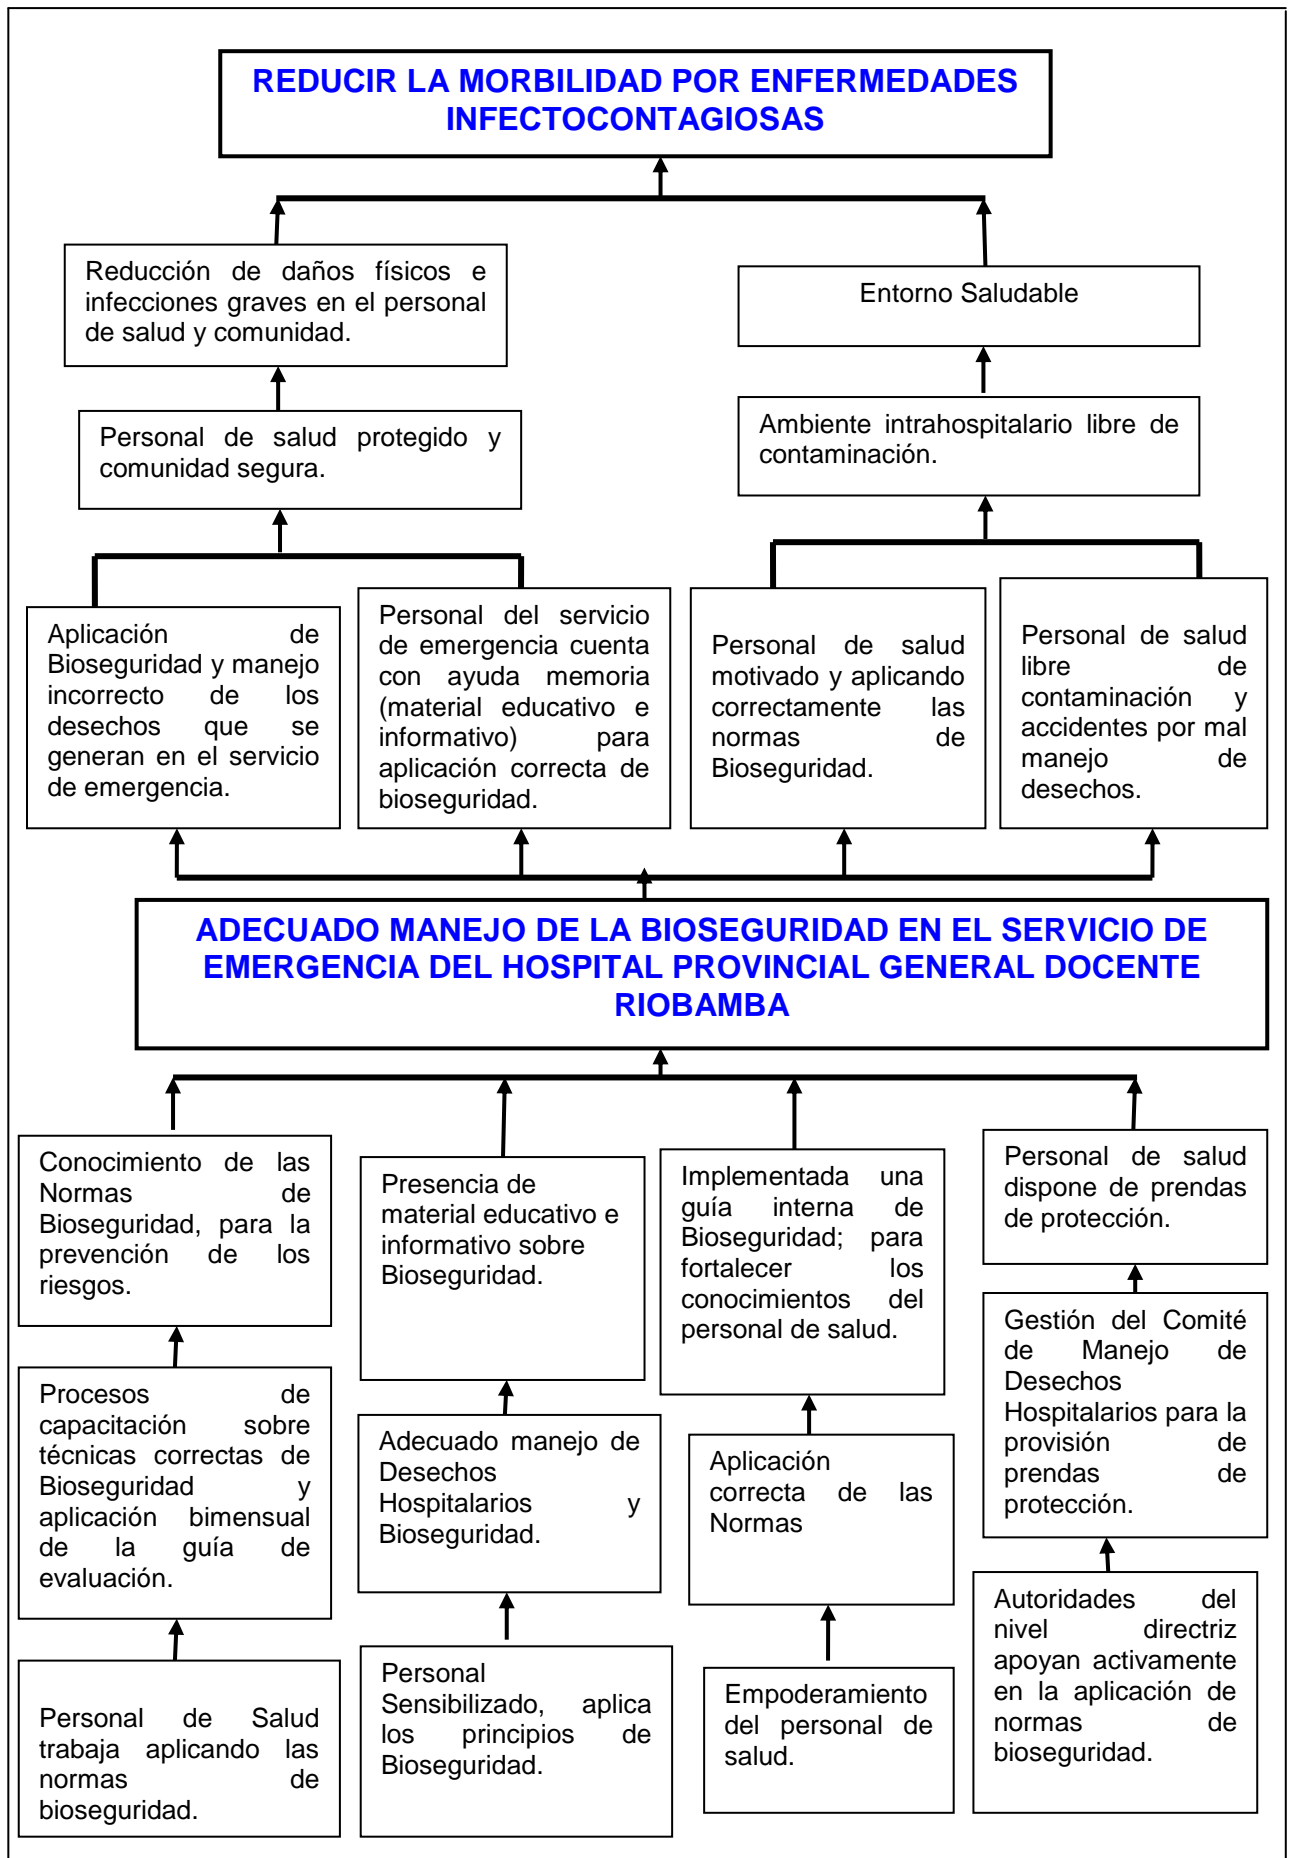 REDUCIR LA MORBILIDAD POR ENFERMEDADES
INFECTOCONTAGIOSAS
Reducción de daños físicos e
infecciones graves en el personal
de salud y comunidad.
Entorno Saludable
Personal de salud protegido y
comunidad segura.
Ambiente intrahospitalario libre de
contaminación.
Aplicación de
Bioseguridad y manejo
incorrecto de los
desechos que se
generan en el servicio
de emergencia.
Personal del servicio
de emergencia cuenta
con ayuda memoria
(material educativo e
informativo) para
aplicación correcta de
bioseguridad.
Personal de salud
motivado y aplicando
correctamente las
normas de
Bioseguridad.
Personal de salud
libre de
contaminación y
accidentes por mal
manejo de
desechos.
ADECUADO MANEJO DE LA BIOSEGURIDAD EN EL SERVICIO DE
EMERGENCIA DEL HOSPITAL PROVINCIAL GENERAL DOCENTE
RIOBAMBA
Conocimiento de las
Normas de
Bioseguridad, para la
prevención de los
riesgos.
Presencia de
material educativo e
informativo sobre
Bioseguridad.
Implementada una
guía interna de
Bioseguridad; para
fortalecer los
conocimientos del
personal de salud.
Personal de salud
dispone de prendas
de protección.
Procesos de
capacitación sobre
técnicas correctas de
Bioseguridad y
aplicación bimensual
de la guía de
evaluación.
Adecuado manejo de
Desechos
Hospitalarios y
Bioseguridad.
Aplicación
correcta de las
Normas
Gestión del Comité
de Manejo de
Desechos
Hospitalarios para la
provisión de
prendas de
protección.
Personal de Salud
trabaja aplicando las
normas de
bioseguridad.
Personal
Sensibilizado, aplica
los principios de
Bioseguridad.
Empoderamiento
del personal de
salud.
Autoridades del
nivel directriz
apoyan activamente
en la aplicación de
normas de
bioseguridad.